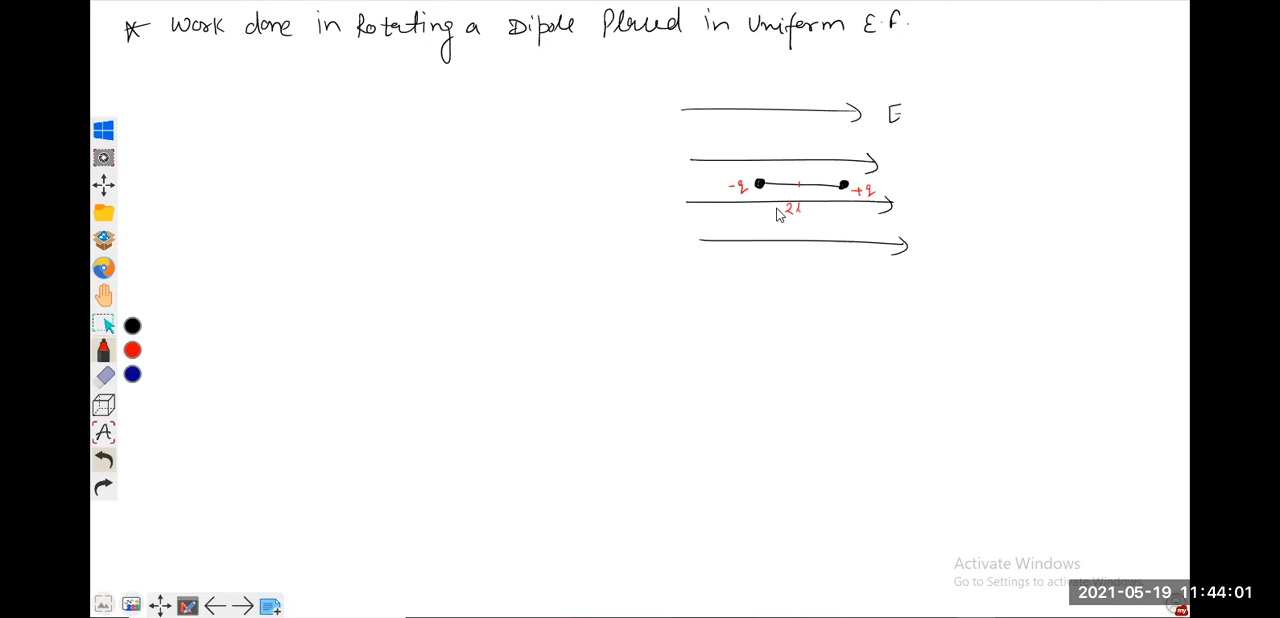 * Work done in Rotating a Dipole Placed in Uniform E.F.
E
-q
+q
2l
Activate Windows
Go to Settings to activate Windows.
2021-05-19 11:44:01